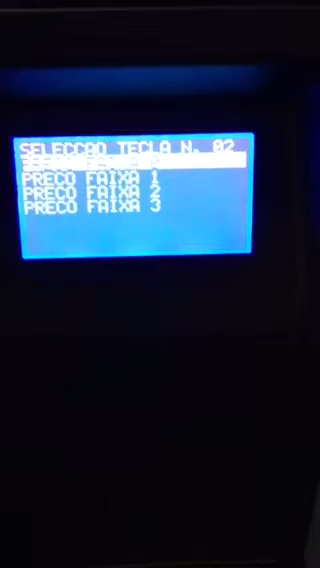 SELECCAO TECLA N. 02
PRECO FAIXA 1
PRECO FAIXA 2
PRECO FAIXA 3